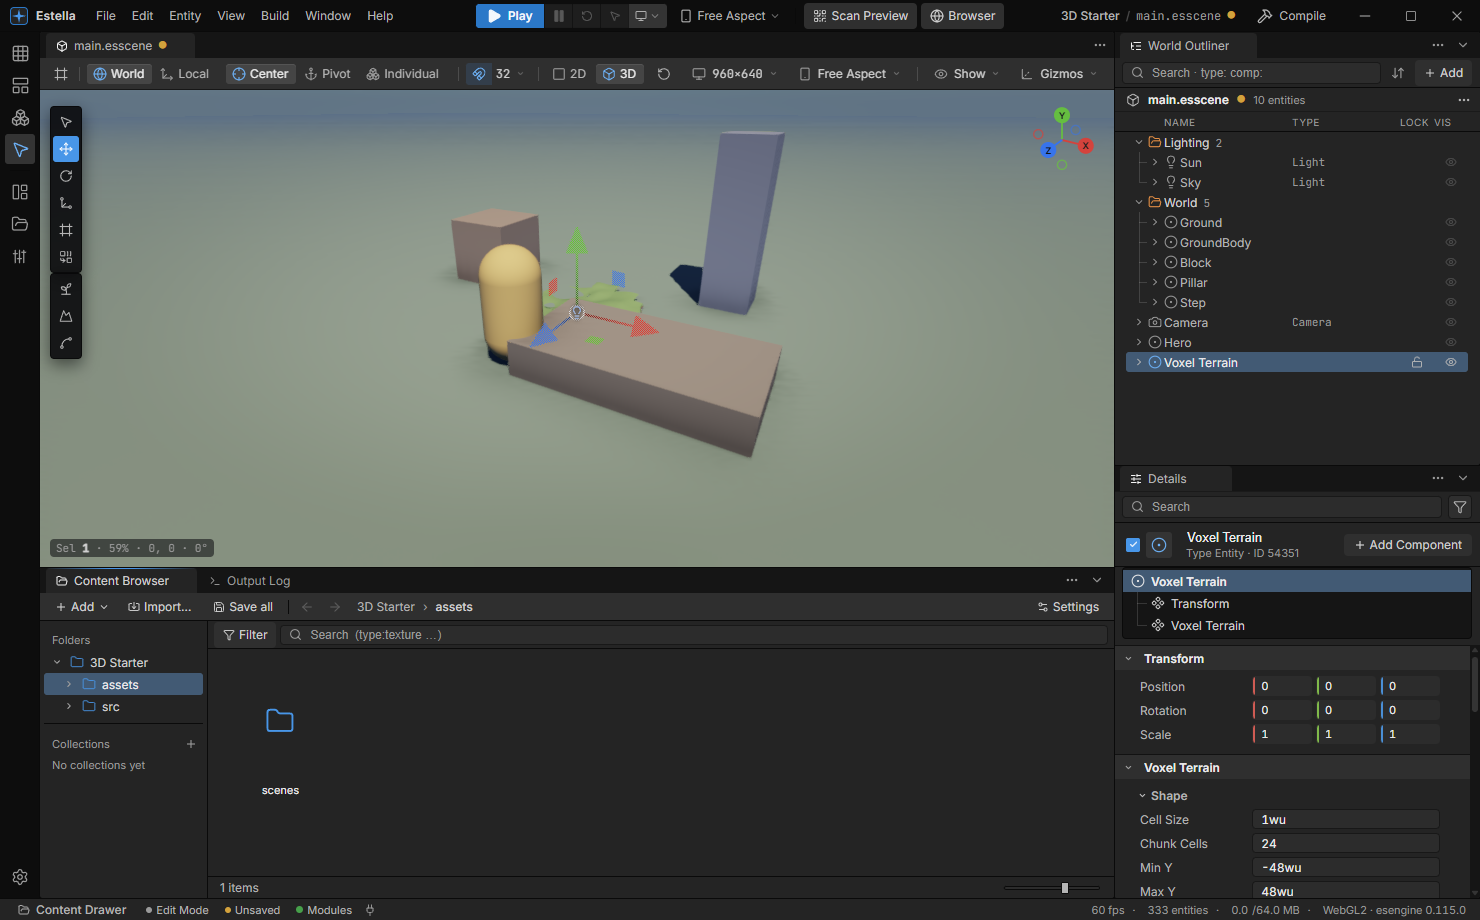 Estella File Edit Entity View Build Window Help Play Free Aspect Scan Preview Browser 3D Starter / main.esscene Compile
main.esscene
World Local Center Pivot Individual 32 2D 3D 960×640 Free Aspect Show Gizmos
Y
X
Z
Sel 1 · 59% · 0, 0 · 0°
World Outliner
Search · type: comp:
+ Add
main.esscene 10 entities
NAME TYPE LOCK VIS
Lighting 2
Sun Light
Sky Light
World 5
Ground
GroundBody
Block
Pillar
Step
Camera Camera
Hero
Voxel Terrain
Details
Search
Voxel Terrain
Type Entity · ID 54351
+ Add Component
Voxel Terrain
Transform
Voxel Terrain
Transform
Position 0 0 0
Rotation 0 0 0
Scale 1 1 1
Voxel Terrain
Shape
Cell Size 1wu
Chunk Cells 24
Min Y -48wu
Max Y 48wu
Content Browser Output Log
+ Add Import... Save all 3D Starter › assets Settings
Folders
3D Starter
assets
src
Collections +
No collections yet
Filter Search (type:texture ...)
scenes
1 items
Content Drawer Edit Mode Unsaved Modules 60 fps · 333 entities · 0.0 /64.0 MB · WebGL2 · esengine 0.115.0